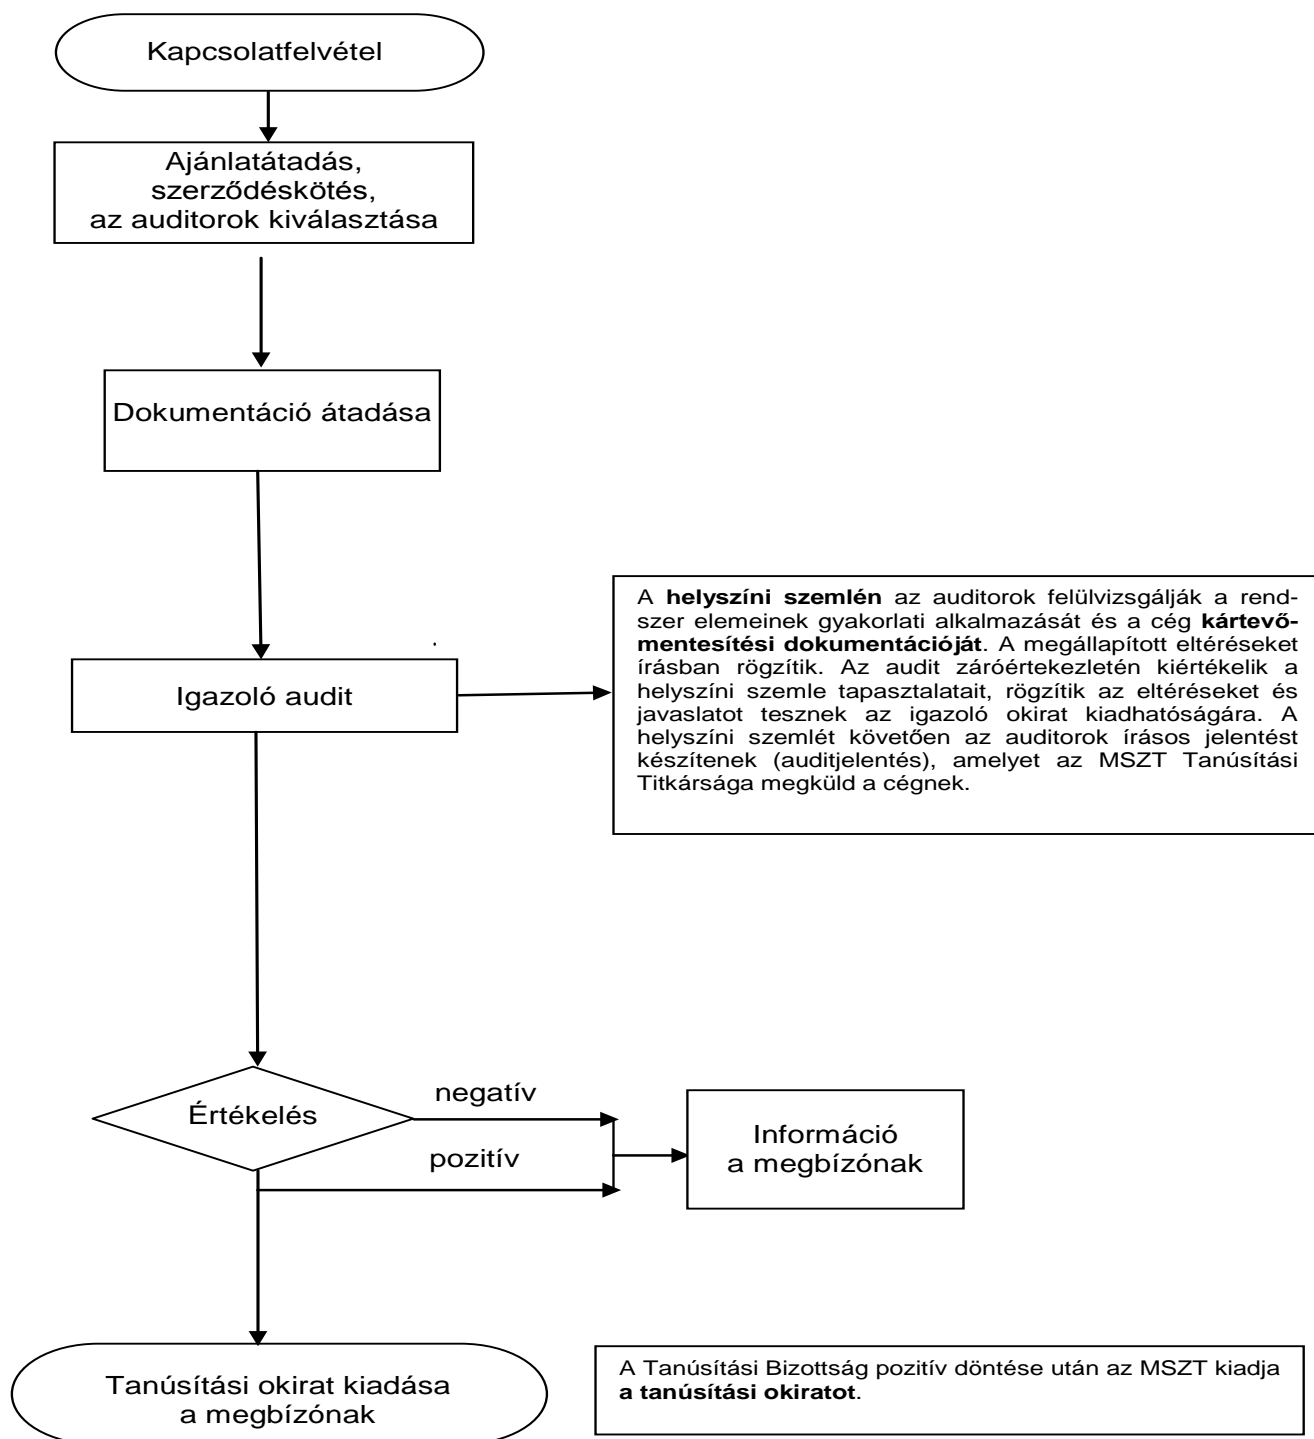 Kapcsolatfelvétel
Ajánlatátadás,
szerződéskötés,
az auditorok kiválasztása
Dokumentáció átadása
Igazoló audit
A helyszíni szemlén az auditorok felülvizsgálják a rend-
szer elemeinek gyakorlati alkalmazását és a cég kártevő-
mentesítési dokumentációját. A megállapított eltéréseket
írásban rögzítik. Az audit záróértekezletén kiértékelik a
helyszíni szemle tapasztalatait, rögzítik az eltéréseket és
javaslatot tesznek az igazoló okirat kiadhatóságára. A
helyszíni szemlét követően az auditorok írásos jelentést
készítenek (auditjelentés), amelyet az MSZT Tanúsítási
Titkársága megküld a cégnek.
Értékelés
negatív
pozitív
Információ
a megbízónak
Tanúsítási okirat kiadása
a megbízónak
A Tanúsítási Bizottság pozitív döntése után az MSZT kiadja
a tanúsítási okiratot.